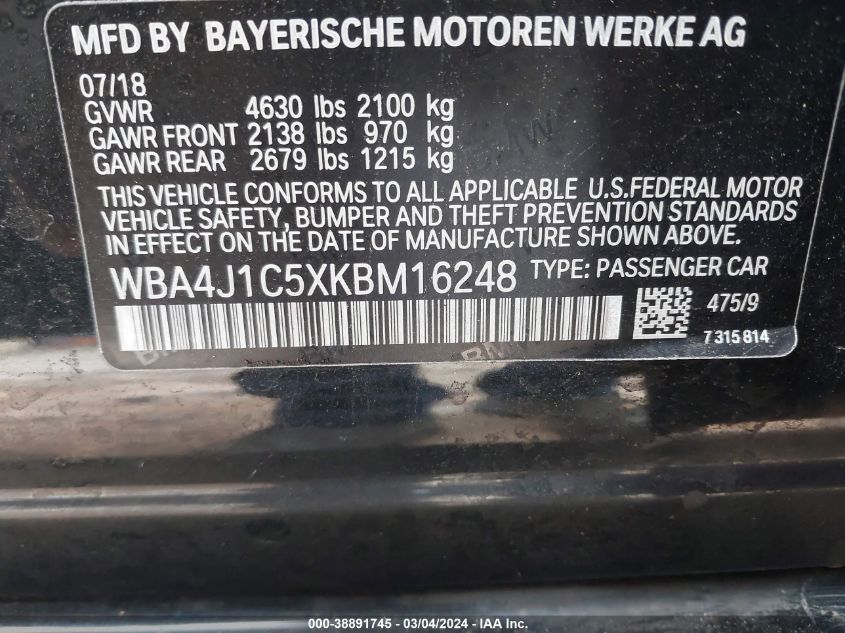 MFD BY BAYERISCHE MOTOREN WERKE AG
07/18
GVWR 4630 lbs 2100 kg
GAWR FRONT 2138 lbs 970 kg
GAWR REAR 2679 lbs 1215 kg
THIS VEHICLE CONFORMS TO ALL APPLICABLE U.S.FEDERAL MOTOR
VEHICLE SAFETY, BUMPER AND THEFT PREVENTION STANDARDS
IN EFFECT ON THE DATE OF MANUFACTURE SHOWN ABOVE.
WBA4J1C5XKBM16248 TYPE: PASSENGER CAR
475/9
7315814
000-38891745 - 03/04/2024 - IAA Inc.